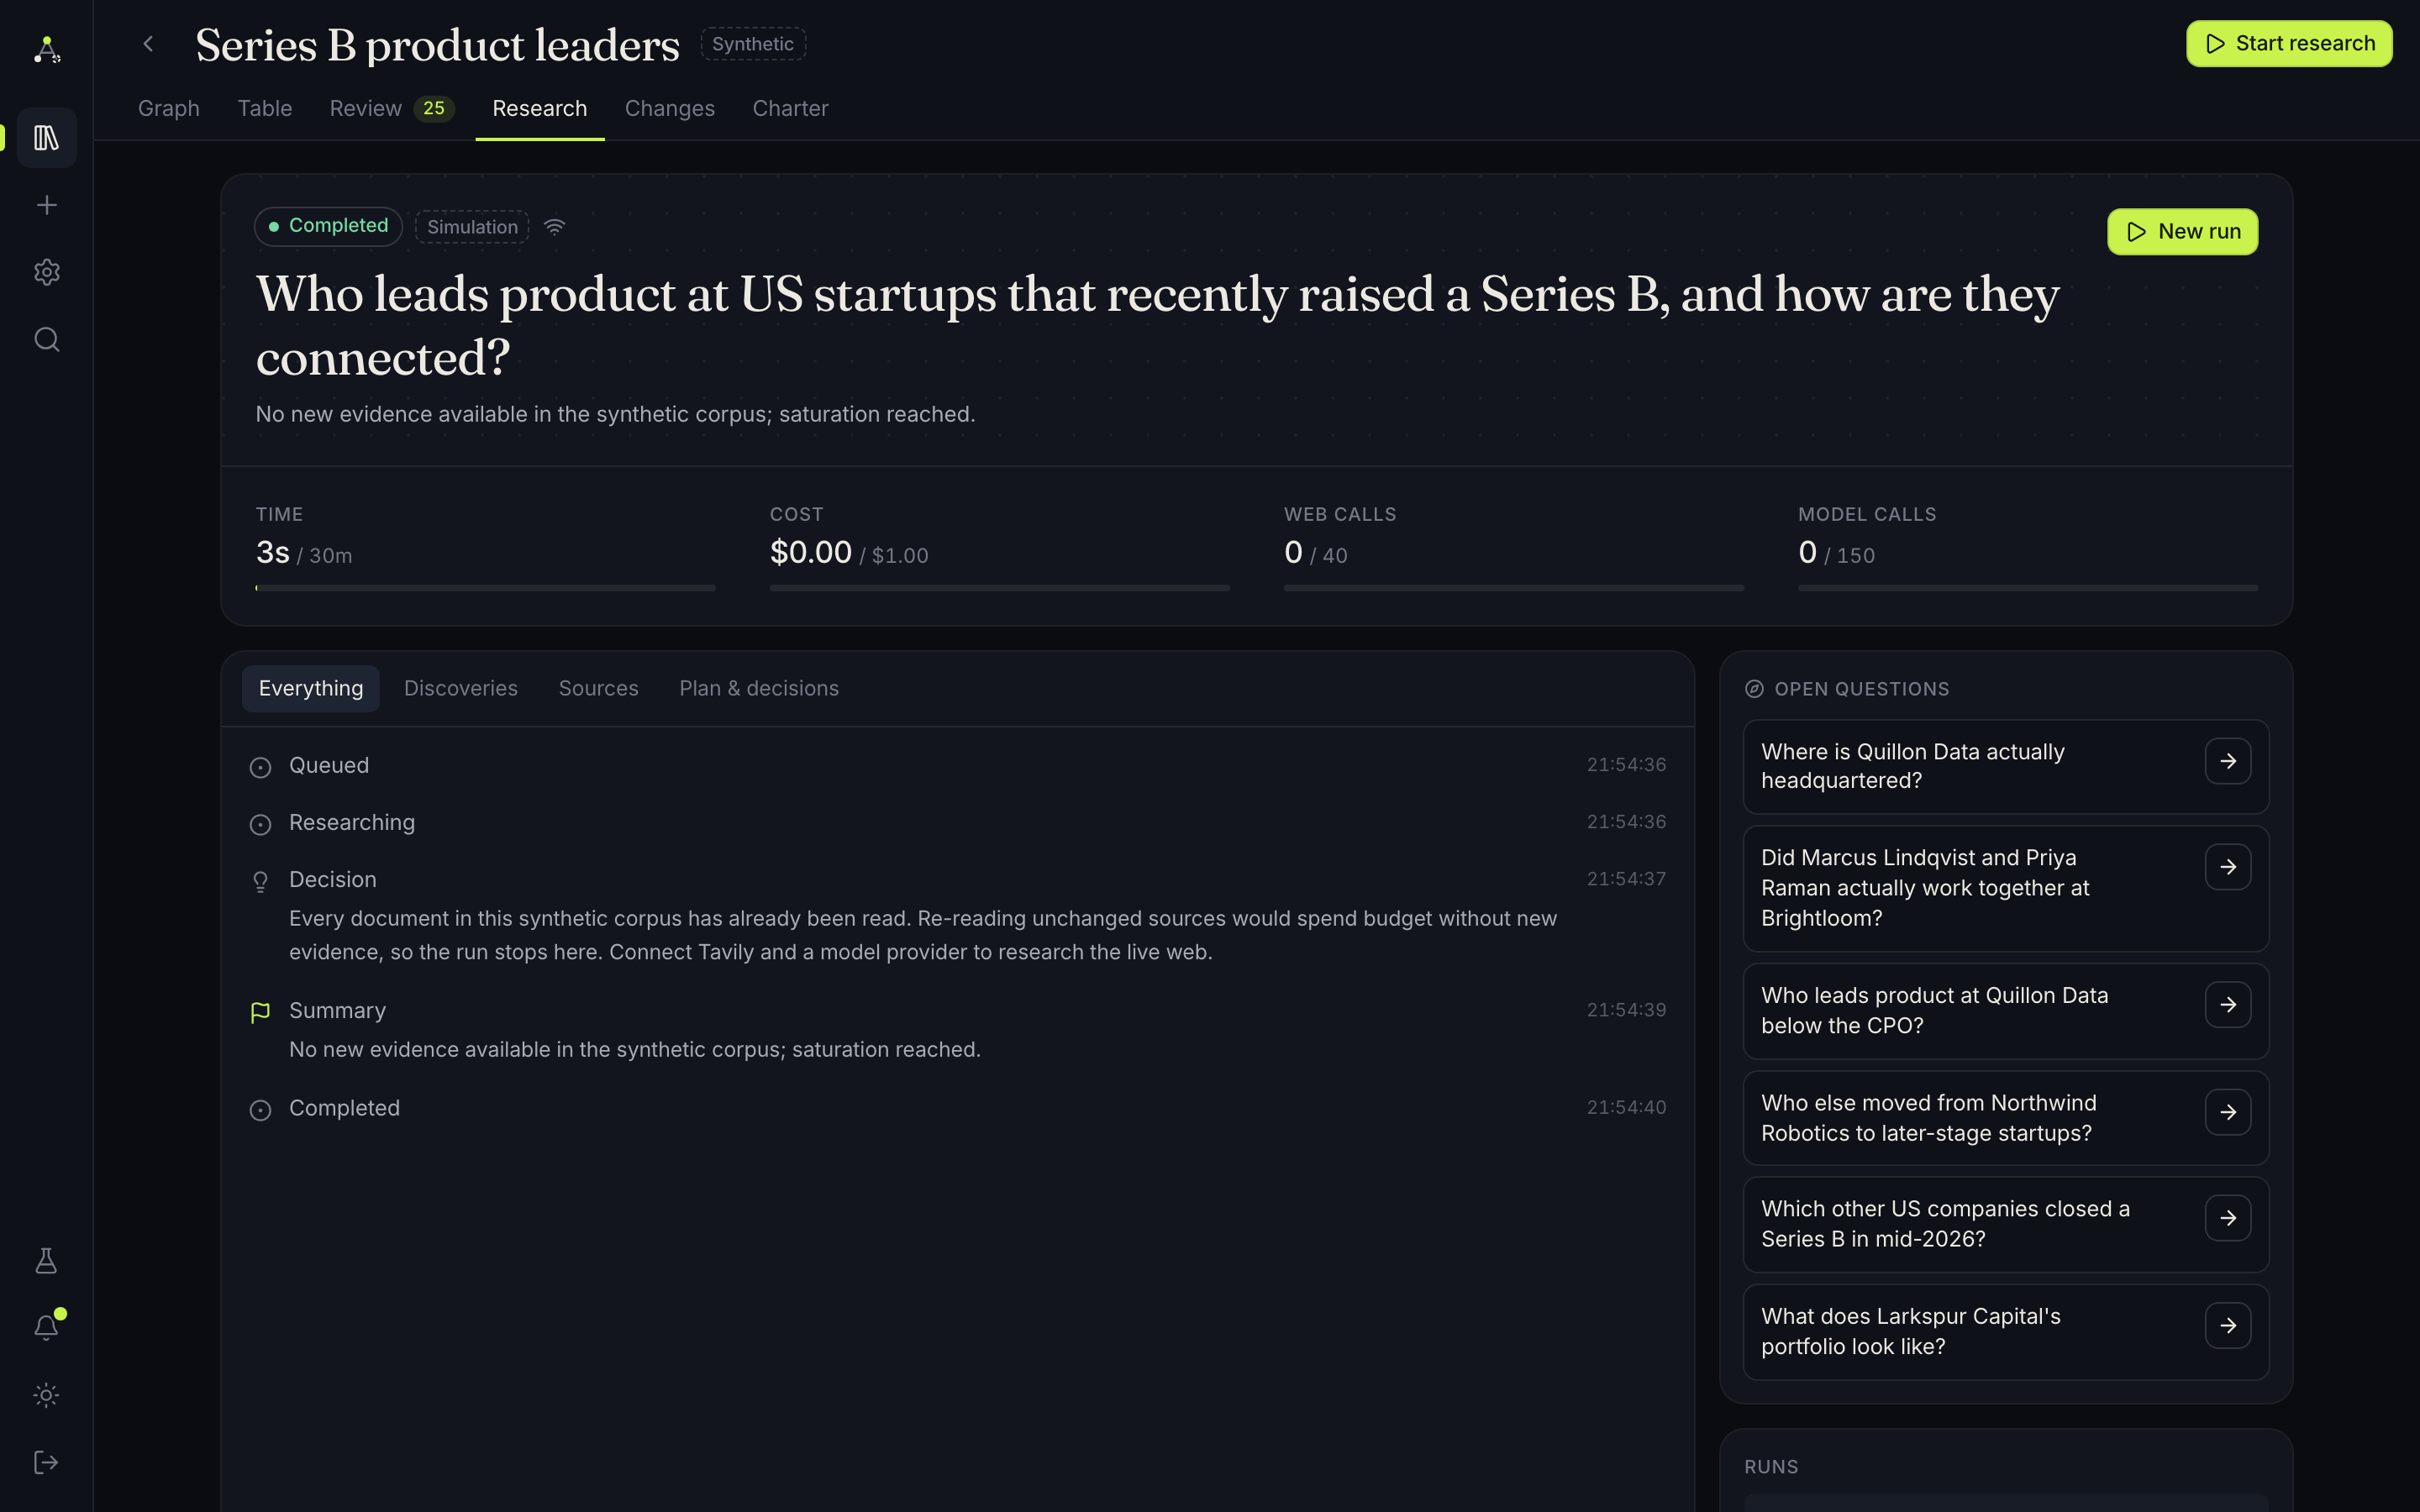 Series B product leaders
Synthetic
Start research
Graph
Table
Review 25
Research
Changes
Charter
Completed
Simulation
New run
Who leads product at US startups that recently raised a Series B, and how are they
connected?
No new evidence available in the synthetic corpus; saturation reached.
TIME
3s / 30m
COST
$0.00 / $1.00
WEB CALLS
0 / 40
MODEL CALLS
0 / 150
Everything
Discoveries
Sources
Plan & decisions
Queued 21:54:36
Researching 21:54:36
Decision 21:54:37
Every document in this synthetic corpus has already been read. Re-reading unchanged sources would spend budget without new
evidence, so the run stops here. Connect Tavily and a model provider to research the live web.
Summary 21:54:39
No new evidence available in the synthetic corpus; saturation reached.
Completed 21:54:40
OPEN QUESTIONS
Where is Quillon Data actually
headquartered?
Did Marcus Lindqvist and Priya
Raman actually work together at
Brightloom?
Who leads product at Quillon Data
below the CPO?
Who else moved from Northwind
Robotics to later-stage startups?
Which other US companies closed a
Series B in mid-2026?
What does Larkspur Capital's
portfolio look like?
RUNS